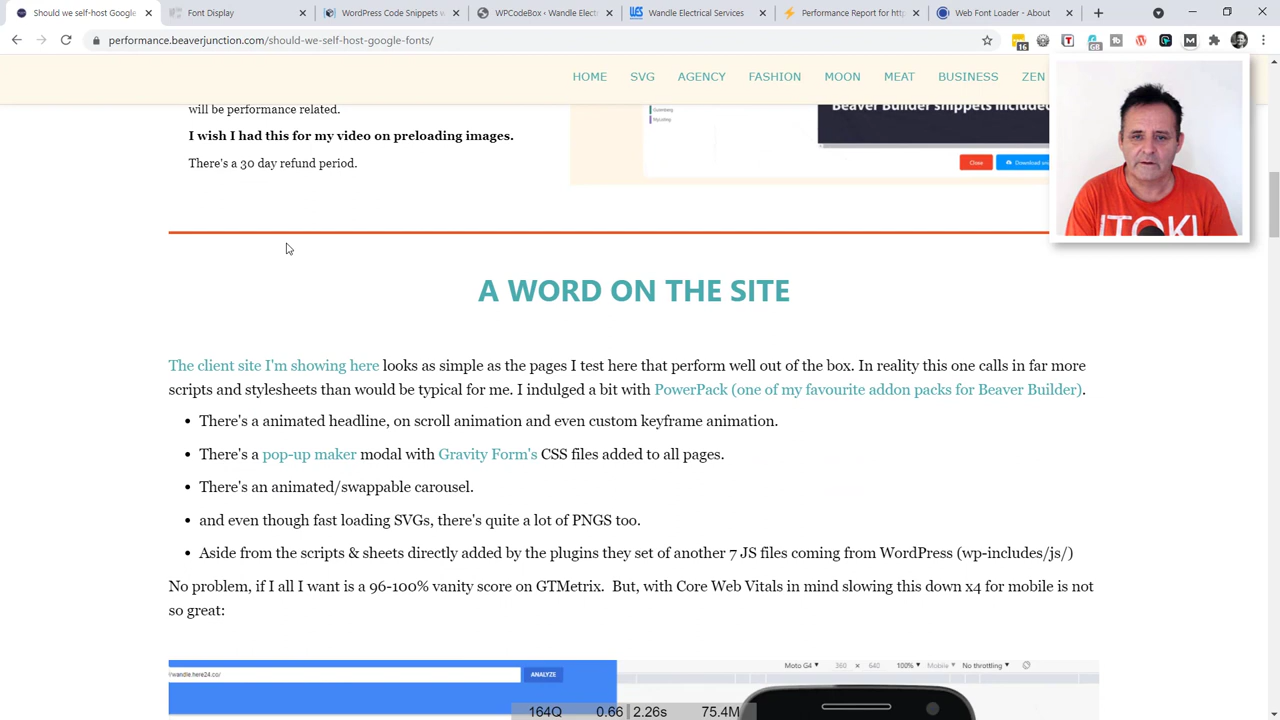 Should we self-host Google
Font Display
WordPress Code Snippets w
WPCodeBox • Wandle Electric
Wandle Electrical Services
Performance Report for htt
Web Font Loader - Abou
performance.beaverjunction.com/should-we-self-host-google-fonts/
16
GB
HOME SVG AGENCY FASHION MOON MEAT BUSINESS ZEN
will be performance related.
Beaver Builder snippets included
I wish I had this for my video on preloading images.
There's a 30 day refund period.
Close
Download sni
A WORD ON THE SITE
The client site I'm showing here looks as simple as the pages I test here that perform well out of the box. In reality this one calls in far more
scripts and stylesheets than would be typical for me. I indulged a bit with PowerPack (one of my favourite addon packs for Beaver Builder).
• There's a animated headline, on scroll animation and even custom keyframe animation.
• There's a pop-up maker modal with Gravity Form's CSS files added to all pages.
• There's an animated/swappable carousel.
• and even though fast loading SVGs, there's quite a lot of PNGS too.
• Aside from the scripts & sheets directly added by the plugins they set of another 7 JS files coming from WordPress (wp-includes/js/)
No problem, if I all I want is a 96-100% vanity score on GTMetrix. But, with Core Web Vitals in mind slowing this down x4 for mobile is not
so great:
/wandle.here24.co/
ANALYZE
Moto G4 360 × 640 100% Mobile No throttling
164Q 0.66 2.26s 75.4M